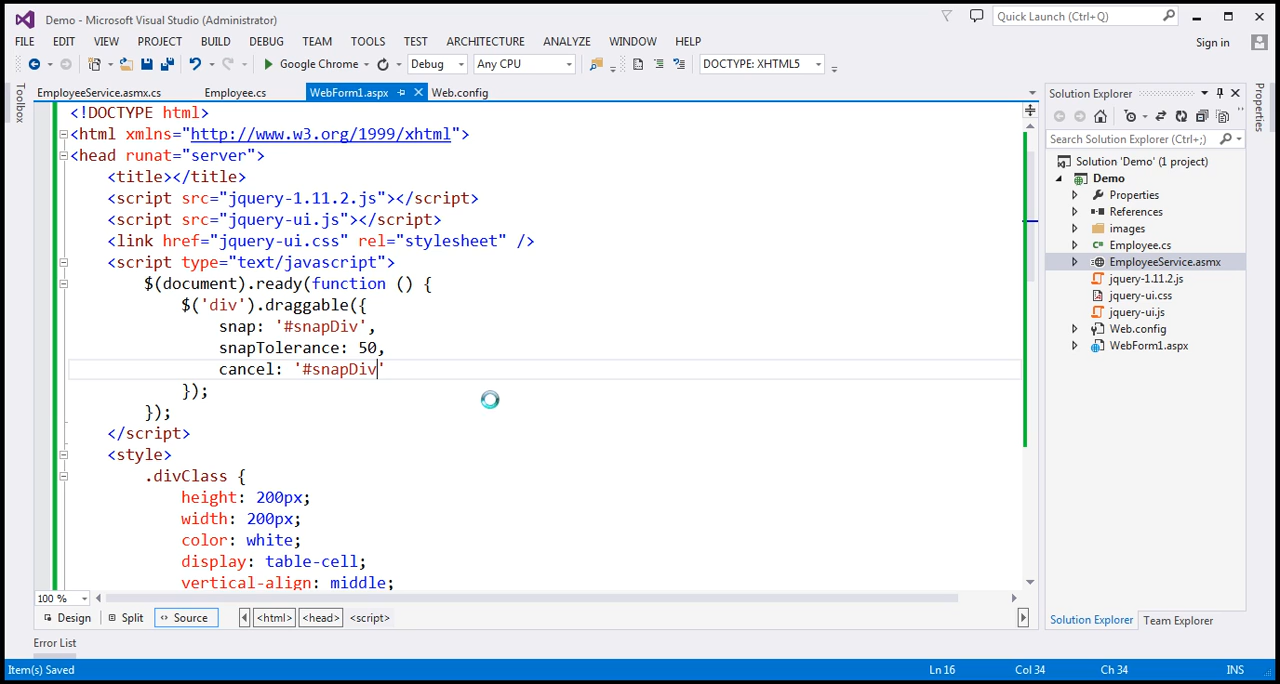 Demo - Microsoft Visual Studio (Administrator)
Quick Launch (Ctrl+Q)
FILE EDIT VIEW PROJECT BUILD DEBUG TEAM TOOLS TEST ARCHITECTURE ANALYZE WINDOW HELP
Sign in
Google Chrome Debug Any CPU DOCTYPE: XHTML5
Toolbox
EmployeeService.asmx.cs Employee.cs WebForm1.aspx Web.config
<!DOCTYPE html>
<html xmlns="http://www.w3.org/1999/xhtml">
<head runat="server">
<title></title>
<script src="jquery-1.11.2.js"></script>
<script src="jquery-ui.js"></script>
<link href="jquery-ui.css" rel="stylesheet" />
<script type="text/javascript">
$(document).ready(function () {
$('div').draggable({
snap: '#snapDiv',
snapTolerance: 50,
cancel: '#snapDiv'
});
});
</script>
<style>
.divClass {
height: 200px;
width: 200px;
color: white;
display: table-cell;
vertical-align: middle;
100 %
Design Split Source <html> <head> <script>
Error List
Solution Explorer
Search Solution Explorer (Ctrl+;)
Solution 'Demo' (1 project)
Demo
Properties
References
images
Employee.cs
EmployeeService.asmx
jquery-1.11.2.js
jquery-ui.css
jquery-ui.js
Web.config
WebForm1.aspx
Solution Explorer Team Explorer
Properties
Item(s) Saved Ln 16 Col 34 Ch 34 INS